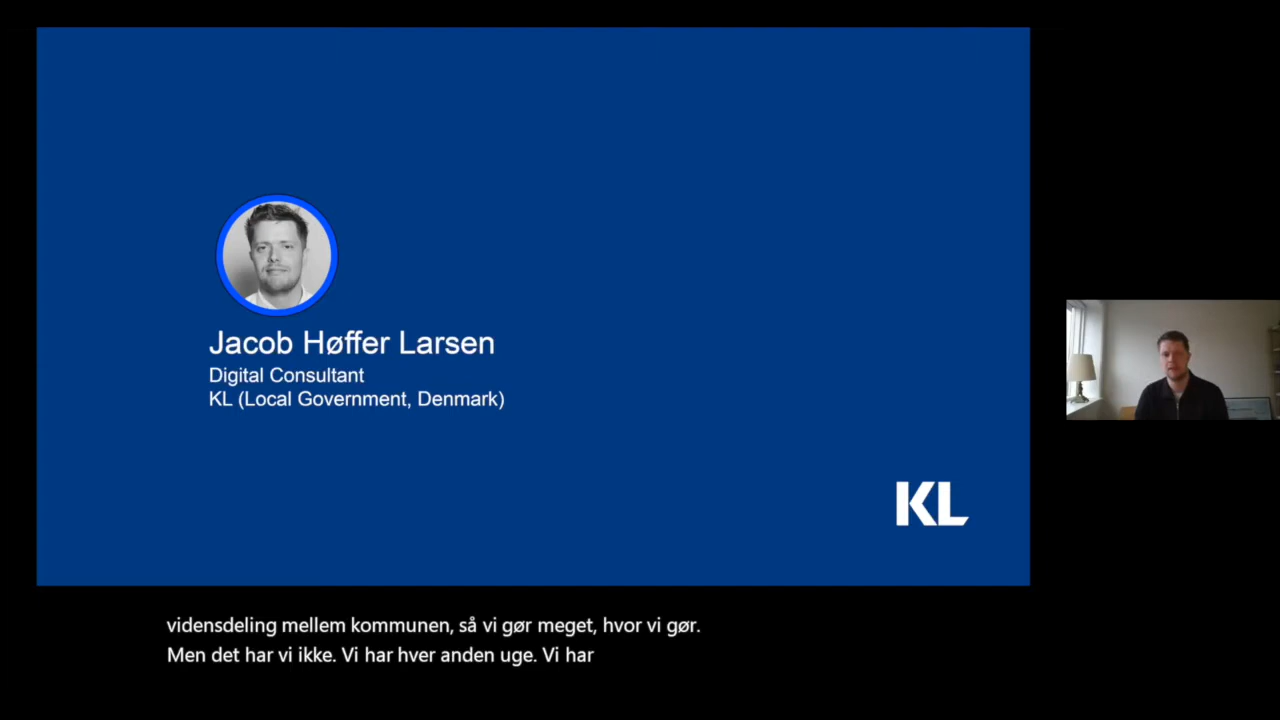 Jacob Høffer Larsen
Digital Consultant
KL (Local Government, Denmark)
KL
vidensdeling mellem kommunen, så vi gør meget, hvor vi gør.
Men det har vi ikke. Vi har hver anden uge. Vi har